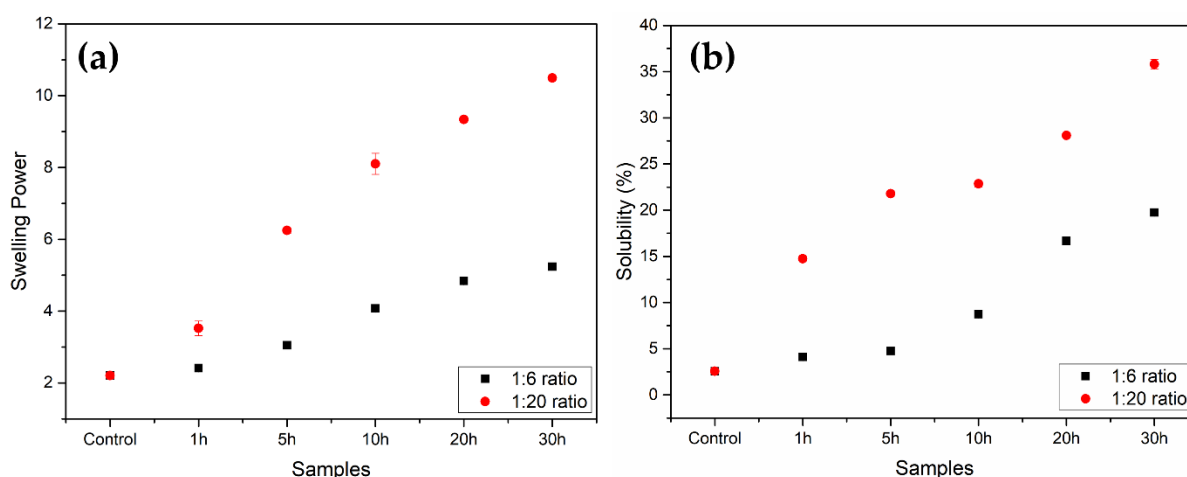 (a)
Swelling Power
12
10
8
6
4
2
Control 1h 5h 10h 20h 30h
Samples
1:6 ratio
1:20 ratio
(b)
Solubility (%)
40
35
30
25
20
15
10
5
0
Control 1h 5h 10h 20h 30h
Samples
1:6 ratio
1:20 ratio